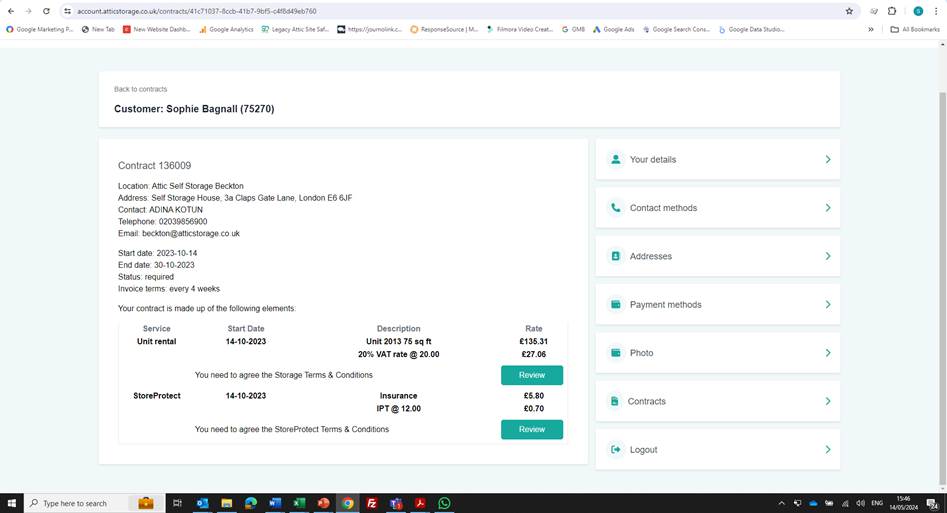 account.atticstorage.co.uk/contracts/41c71037-8ccb-41b7-9bf5-c4f8d49eb760
Google Marketing P... New Tab New Website Dashb... Google Analytics Legacy Attic Site Saf... https://journolink.c... ResponseSource | M... Filmora Video Creat... GMB Google Ads Google Search Cons... Google Data Studio... » All Bookmarks
Back to contracts
Customer: Sophie Bagnall (75270)
Contract 136009
Location: Attic Self Storage Beckton
Address: Self Storage House, 3a Claps Gate Lane, London E6 6JF
Contact: ADINA KOTUN
Telephone: 02039856900
Email: beckton@atticstorage.co.uk
Start date: 2023-10-14
End date: 30-10-2023
Status: required
Invoice terms: every 4 weeks
Your contract is made up of the following elements:
Service Start Date Description Rate
Unit rental 14-10-2023 Unit 2013 75 sq ft £135.31
20% VAT rate @ 20.00 £27.06
You need to agree the Storage Terms & Conditions Review
StoreProtect 14-10-2023 Insurance £5.80
IPT @ 12.00 £0.70
You need to agree the StoreProtect Terms & Conditions Review
Your details
Contact methods
Addresses
Payment methods
Photo
Contracts
Logout
Type here to search
ENG
15:46
14/05/2024
24